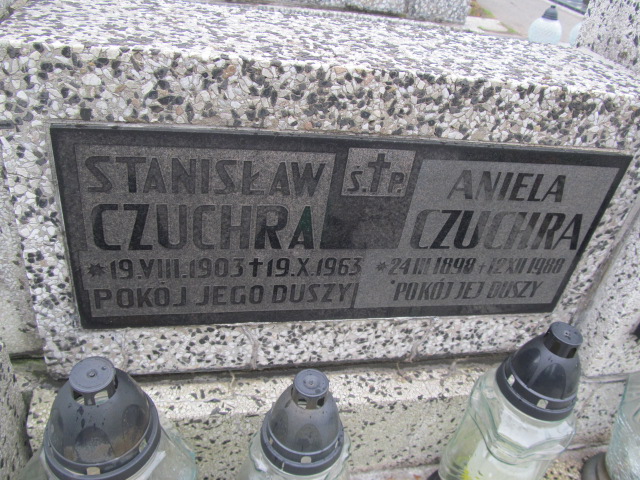 STANISŁAW
CZUCHRA
*19.VIII.1903 †19.X.1963
POKÓJ JEGO DUSZY
Ś.†P.
ANIELA
CZUCHRA
*24 III 1898 †12 XII 1988
POKÓJ JEJ DUSZY